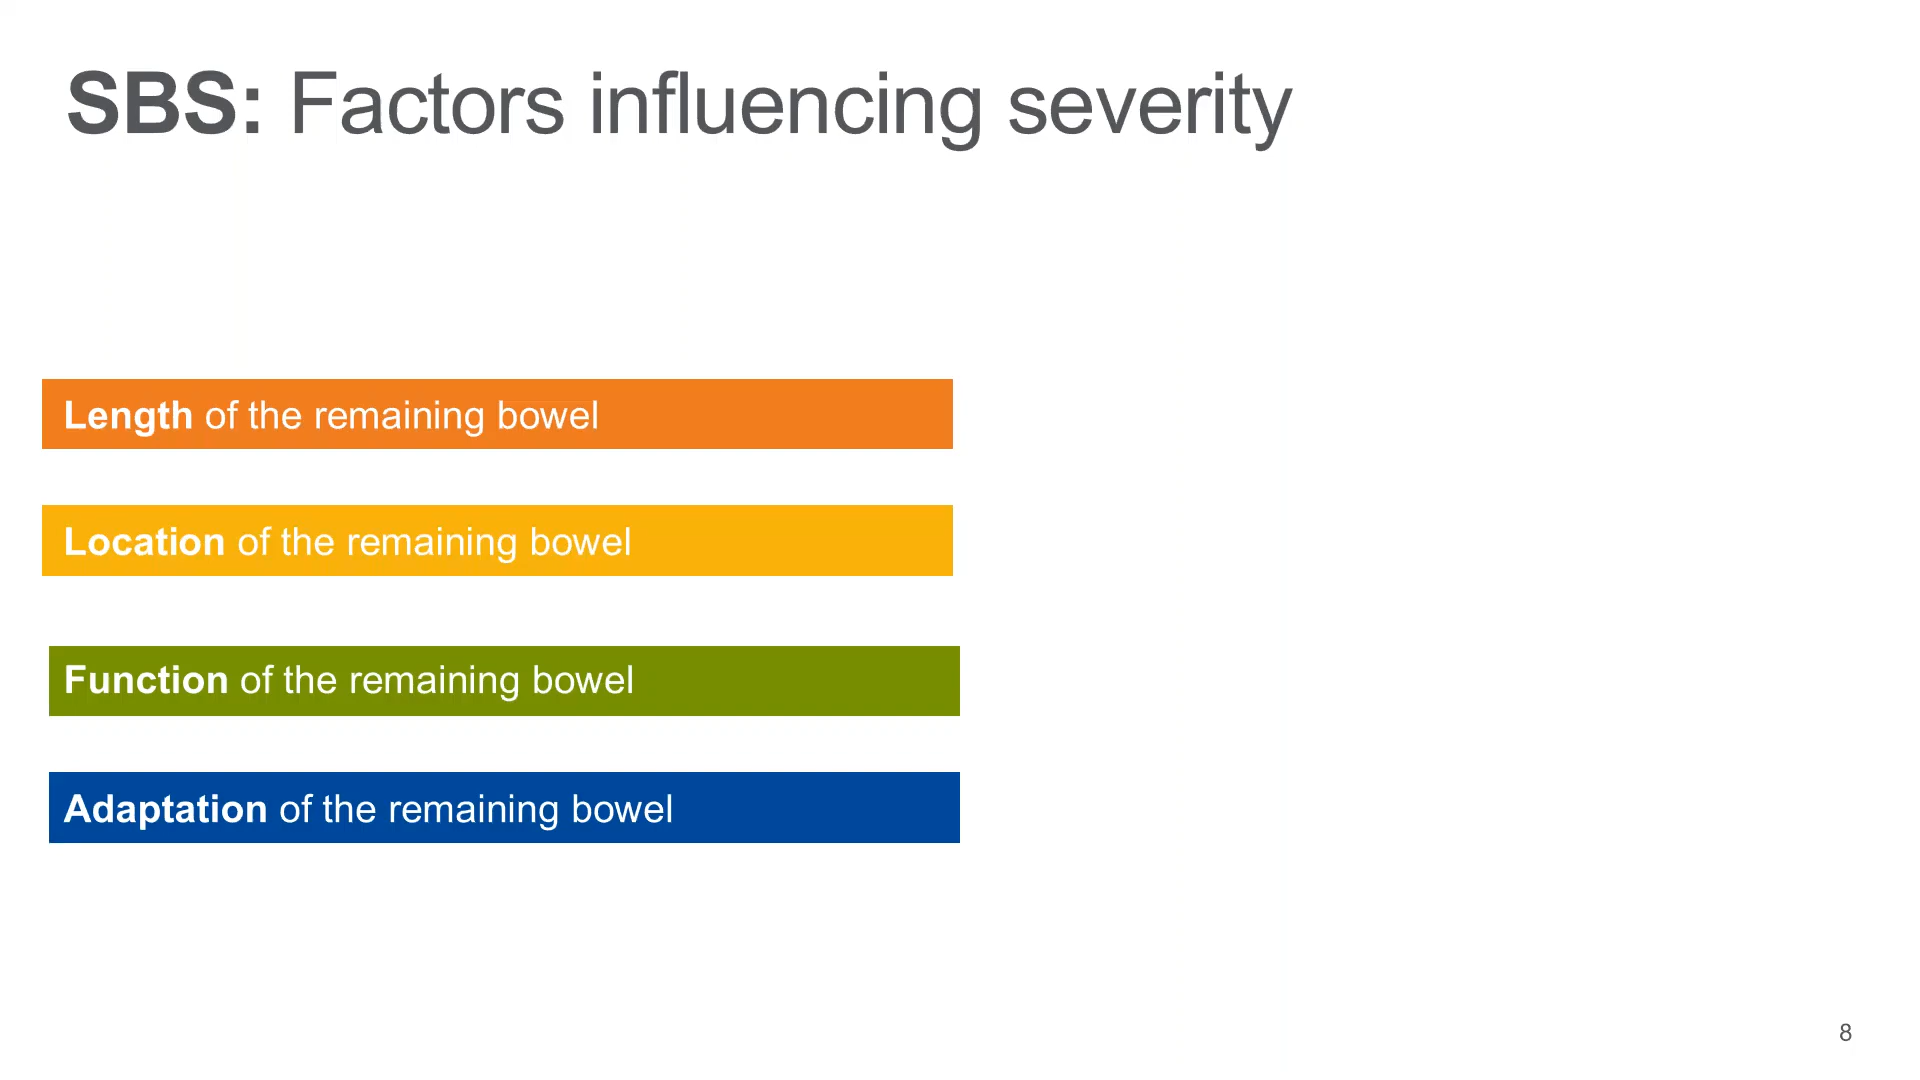 SBS: Factors influencing severity
Length of the remaining bowel
Location of the remaining bowel
Function of the remaining bowel
Adaptation of the remaining bowel
8